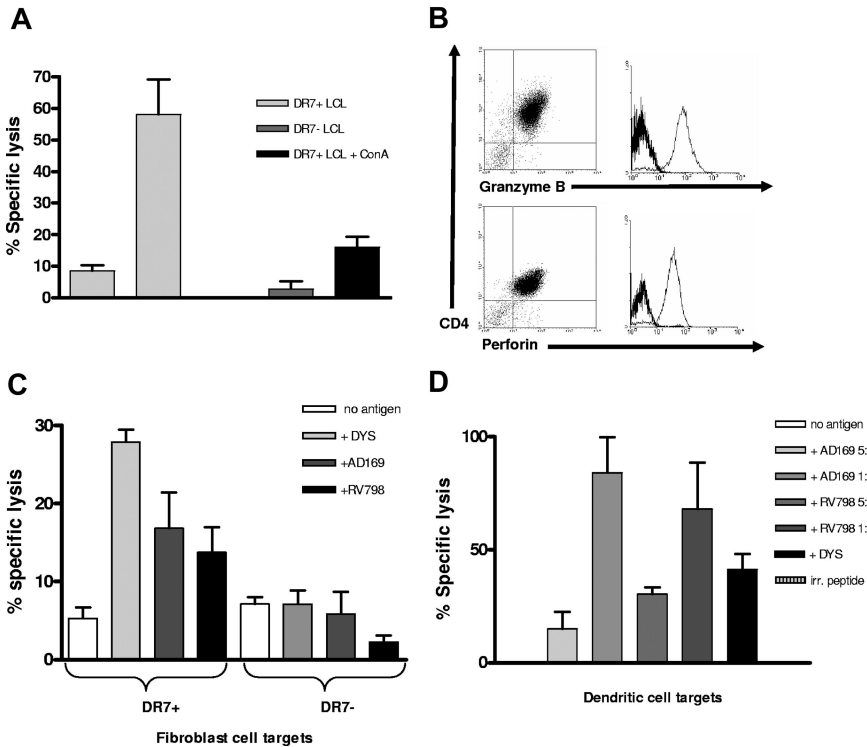 A
% Specific lysis
70
60
50
40
30
20
10
0
DR7+ LCL
DR7- LCL
DR7+ LCL + ConA
B
CD4
Granzyme B
Perforin
C
% specific lysis
30
20
10
0
no antigen
+ DYS
+AD169
+RV798
DR7+
DR7-
Fibroblast cell targets
D
% Specific lysis
100
50
0
no antigen
+ AD169 5:
+ AD169 1:
+ RV798 5:
+ RV798 1:
+ DYS
irr. peptide
Dendritic cell targets